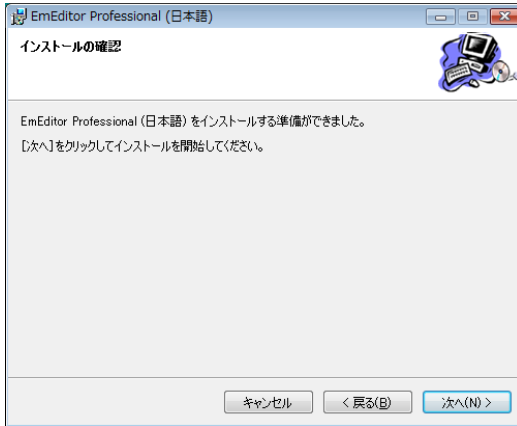 EmEditor Professional (日本語)
インストールの確認
EmEditor Professional (日本語) をインストールする準備ができました。
[次へ]をクリックしてインストールを開始してください。
キャンセル
< 戻る(B)
次へ(N) >